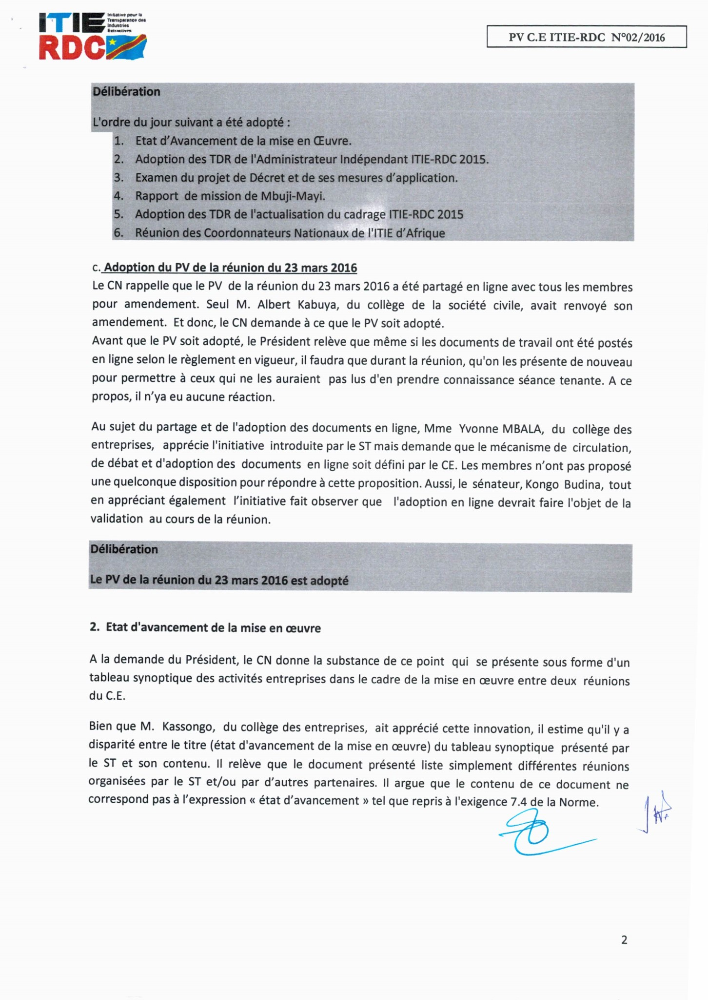 ITIE
Initiative pour la
Transparence des
Industries
Extractives
RDC
PV C.E ITIE-RDC N°02/2016
Délibération
L'ordre du jour suivant a été adopté :
1. Etat d’Avancement de la mise en Œuvre.
2. Adoption des TDR de l'Administrateur Indépendant ITIE-RDC 2015.
3. Examen du projet de Décret et de ses mesures d’application.
4. Rapport de mission de Mbuji-Mayi.
5. Adoption des TDR de l'actualisation du cadrage ITIE-RDC 2015
6. Réunion des Coordonnateurs Nationaux de l'ITIE d’Afrique
c. Adoption du PV de la réunion du 23 mars 2016
Le CN rappelle que le PV de la réunion du 23 mars 2016 a été partagé en ligne avec tous les membres
pour amendement. Seul M. Albert Kabuya, du collège de la société civile, avait renvoyé son
amendement. Et donc, le CN demande à ce que le PV soit adopté.
Avant que le PV soit adopté, le Président relève que même si les documents de travail ont été postés
en ligne selon le règlement en vigueur, il faudra que durant la réunion, qu'on les présente de nouveau
pour permettre à ceux qui ne les auraient pas lus d'en prendre connaissance séance tenante. A ce
propos, il n’ya eu aucune réaction.
Au sujet du partage et de l'adoption des documents en ligne, Mme Yvonne MBALA, du collège des
entreprises, apprécie l'initiative introduite par le ST mais demande que le mécanisme de circulation,
de débat et d'adoption des documents en ligne soit défini par le CE. Les membres n’ont pas proposé
une quelconque disposition pour répondre à cette proposition. Aussi, le sénateur, Kongo Budina, tout
en appréciant également l’initiative fait observer que l'adoption en ligne devrait faire l'objet de la
validation au cours de la réunion.
Délibération
Le PV de la réunion du 23 mars 2016 est adopté
2. Etat d'avancement de la mise en œuvre
A la demande du Président, le CN donne la substance de ce point qui se présente sous forme d'un
tableau synoptique des activités entreprises dans le cadre de la mise en œuvre entre deux réunions
du C.E.
Bien que M. Kassongo, du collège des entreprises, ait apprécié cette innovation, il estime qu'il y a
disparité entre le titre (état d'avancement de la mise en œuvre) du tableau synoptique présenté par
le ST et son contenu. Il relève que le document présenté liste simplement différentes réunions
organisées par le ST et/ou par d’autres partenaires. Il argue que le contenu de ce document ne
correspond pas à l’expression « état d’avancement » tel que repris à l'exigence 7.4 de la Norme.
2